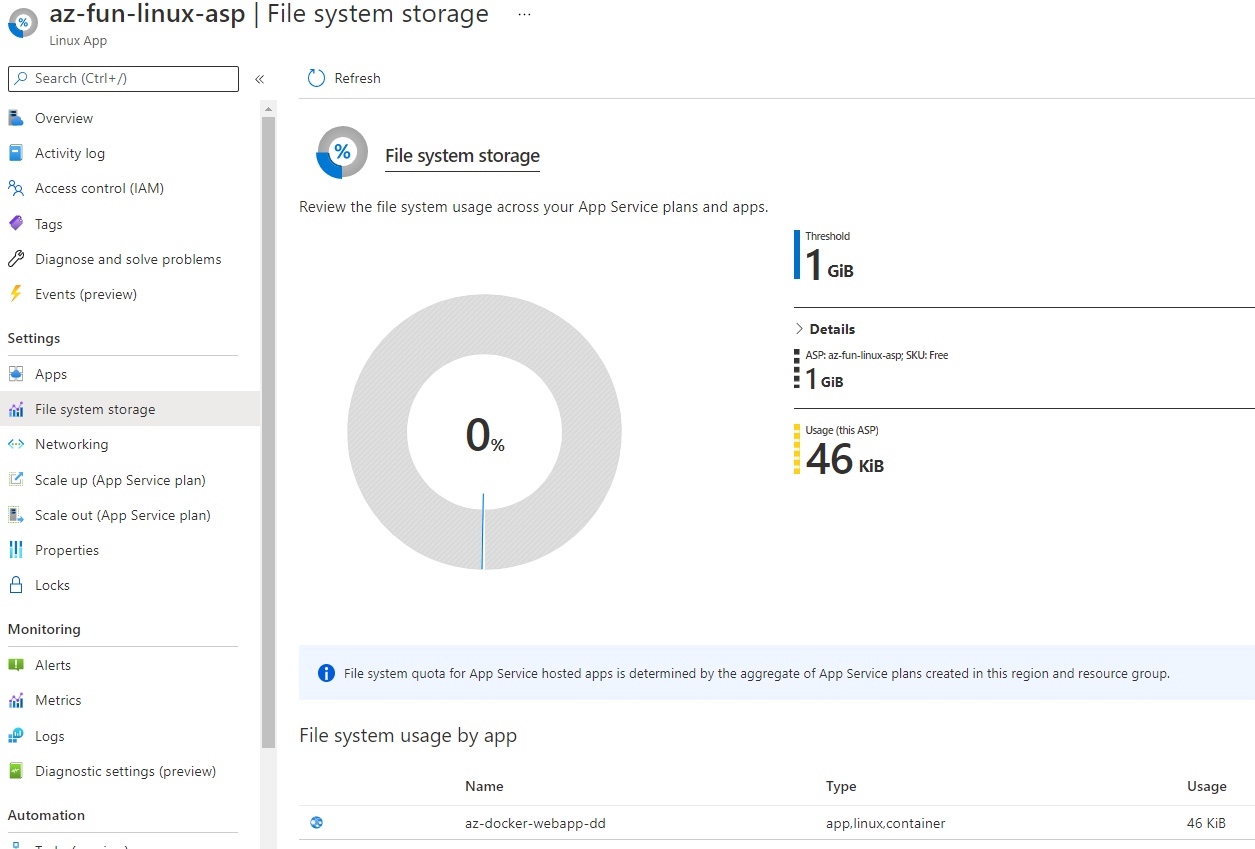 az-fun-linux-asp | File system storage ...
Linux App
Search (Ctrl+/)
«
Overview
Activity log
Access control (IAM)
Tags
Diagnose and solve problems
Events (preview)
Settings
Apps
File system storage
Networking
Scale up (App Service plan)
Scale out (App Service plan)
Properties
Locks
Monitoring
Alerts
Metrics
Logs
Diagnostic settings (preview)
Automation
Refresh
%
File system storage
Review the file system usage across your App Service plans and apps.
0%
Threshold
1 GiB
Details
ASP: az-fun-linux-asp; SKU: Free
1 GiB
Usage (this ASP)
46 KiB
File system quota for App Service hosted apps is determined by the aggregate of App Service plans created in this region and resource group.
File system usage by app
Name Type Usage
az-docker-webapp-dd app,linux,container 46 KiB